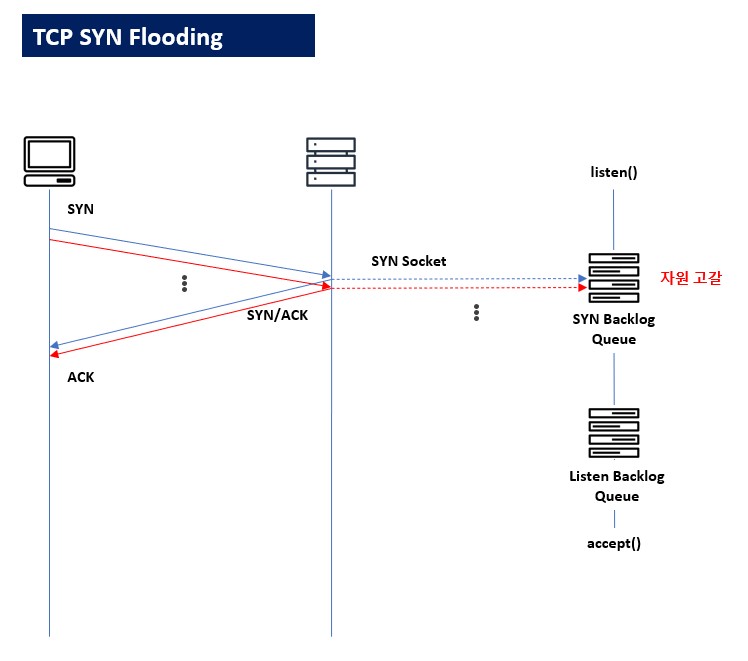 TCP SYN Flooding
listen()
SYN
SYN Socket
자원 고갈
SYN/ACK
SYN Backlog
Queue
ACK
Listen Backlog
Queue
accept()